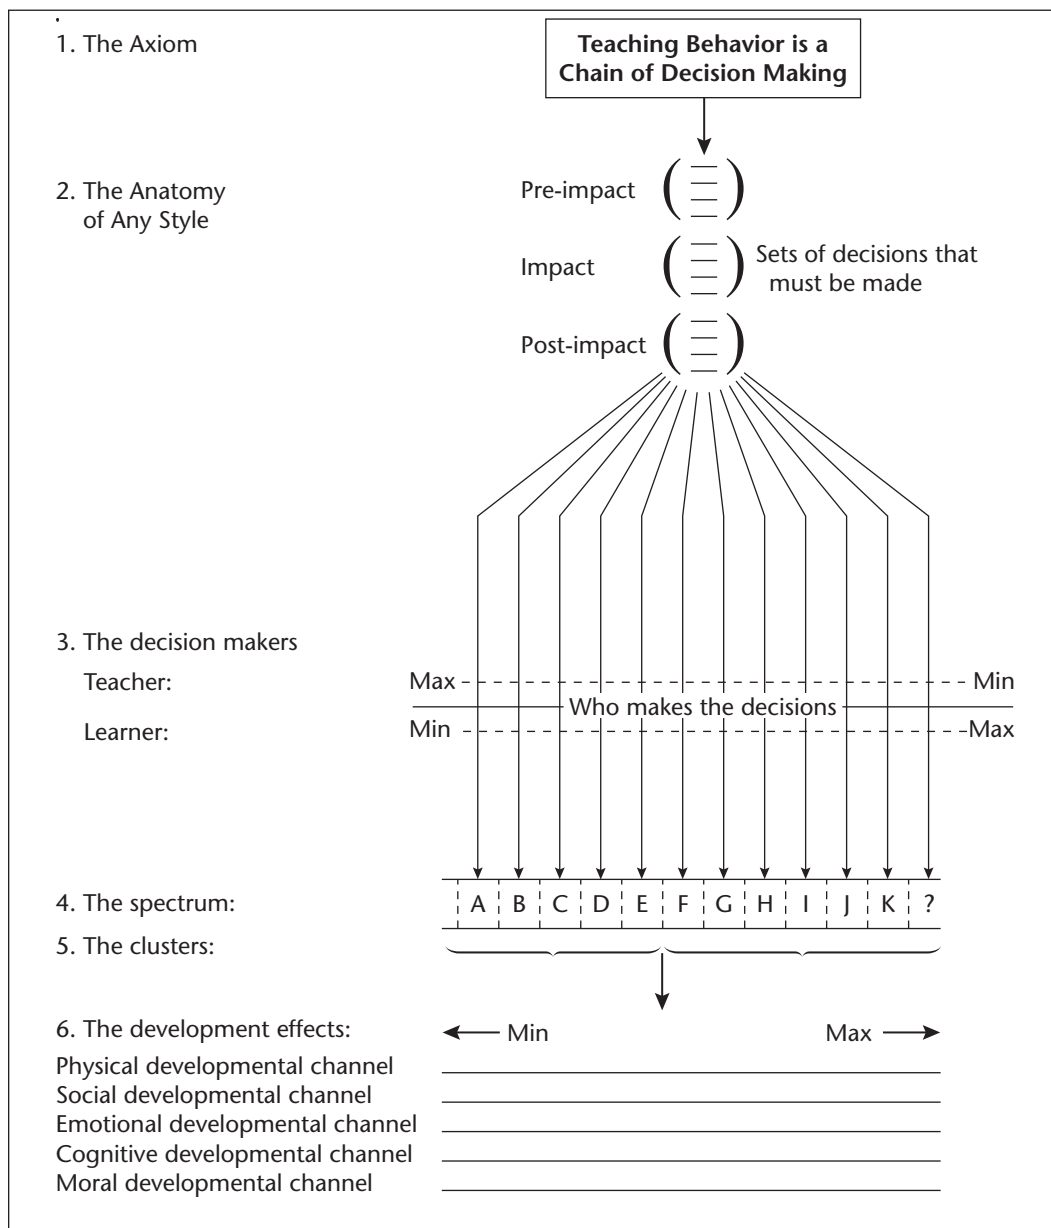 1. The Axiom
Teaching Behavior is a
Chain of Decision Making
2. The Anatomy
of Any Style
Pre-impact
Impact
Sets of decisions that
must be made
Post-impact
3. The decision makers
Teacher:
Max
Min
Who makes the decisions
Learner:
Min
Max
4. The spectrum:
A B C D E F G H I J K ?
5. The clusters:
6. The development effects:
Min
Max
Physical developmental channel
Social developmental channel
Emotional developmental channel
Cognitive developmental channel
Moral developmental channel